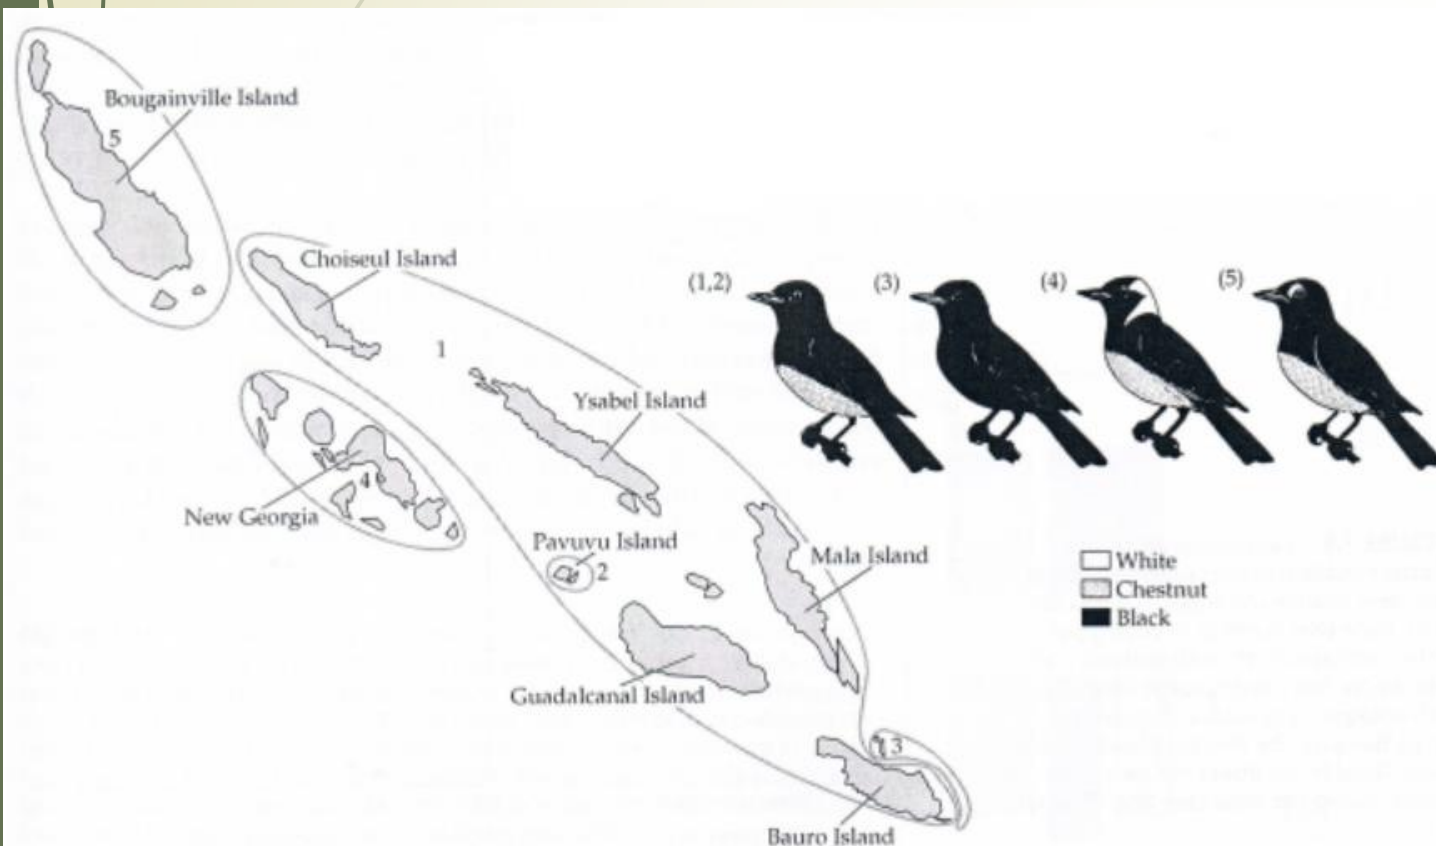 Bougainville Island
5
Choiseul Island
1
(1,2)
(3)
(4)
(5)
Ysabel Island
4
New Georgia
Pavuvu Island
2
Mala Island
White
Chestnut
Black
Guadalcanal Island
3
Bauro Island